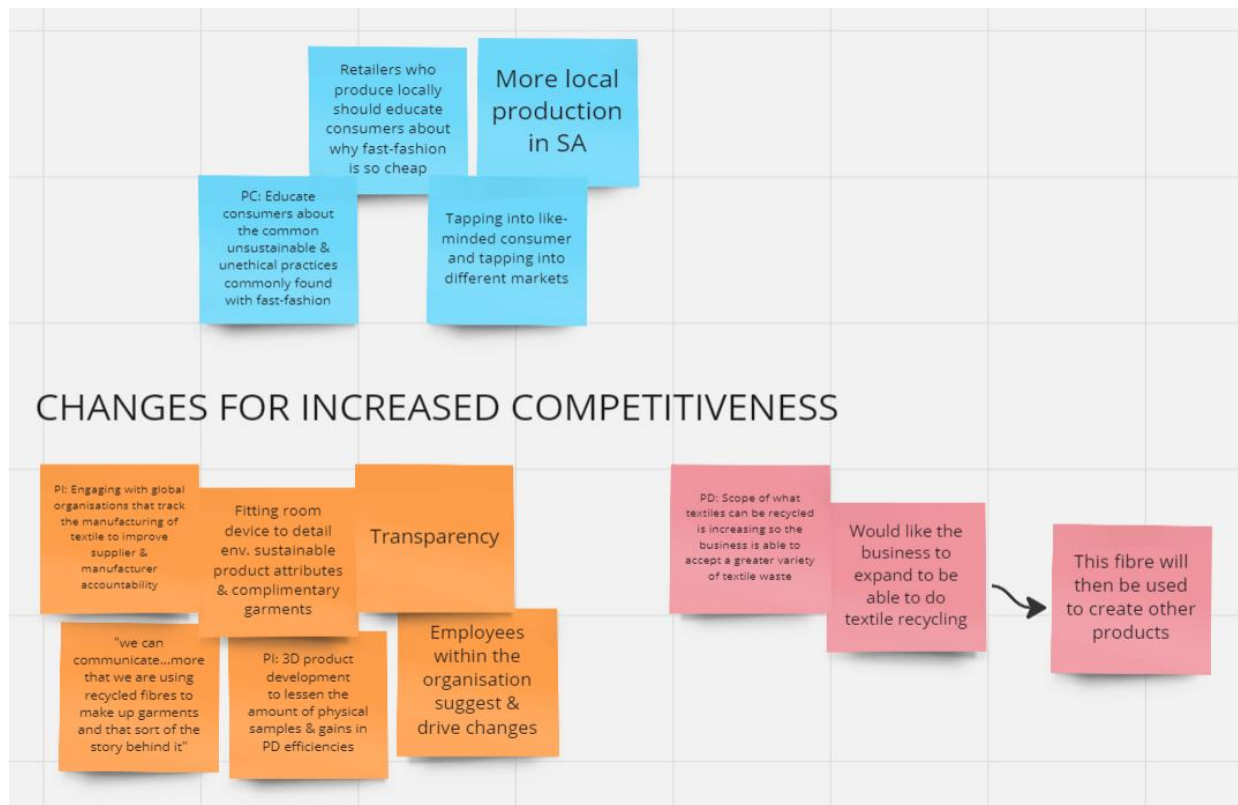 Retailers who
produce locally
should educate
consumers about
why fast-fashion
is so cheap
More local
production
in SA
PC: Educate
consumers about
the common
unsustainable &
unethical practices
commonly found
with fast-fashion
Tapping into like-
minded consumer
and tapping into
different markets
CHANGES FOR INCREASED COMPETITIVENESS
PI: Engaging with global
organisations that track
the manufacturing of
textile to improve
supplier &
manufacturer
accountability
Fitting room
device to detail
env. sustainable
product attributes
& complimentary
garments
Transparency
"we can
communicate...more
that we are using
recycled fibres to
make up garments
and that sort of the
story behind it"
PI: 3D product
development
to lessen the
amount of physical
samples & gains in
PD efficiencies
Employees
within the
organisation
suggest &
drive changes
PD: Scope of what
textiles can be recycled
is increasing so the
business is able to
accept a greater variety
of textile waste
Would like the
business to
expand to be
able to do
textile recycling
This fibre will
then be used
to create other
products